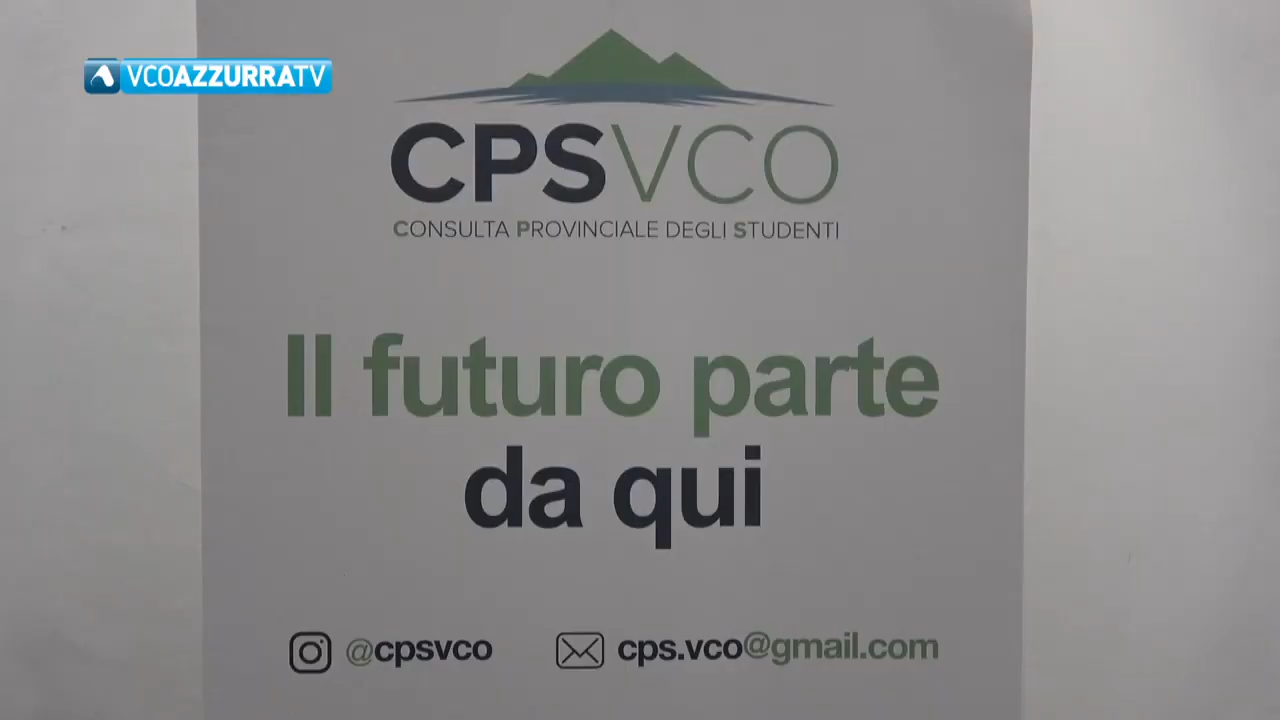 VCOAZZURRATV
CPSVCO
CONSULTA PROVINCIALE DEGLI STUDENTI
Il futuro parte
da qui
@cpsvco
cps.vco@gmail.com